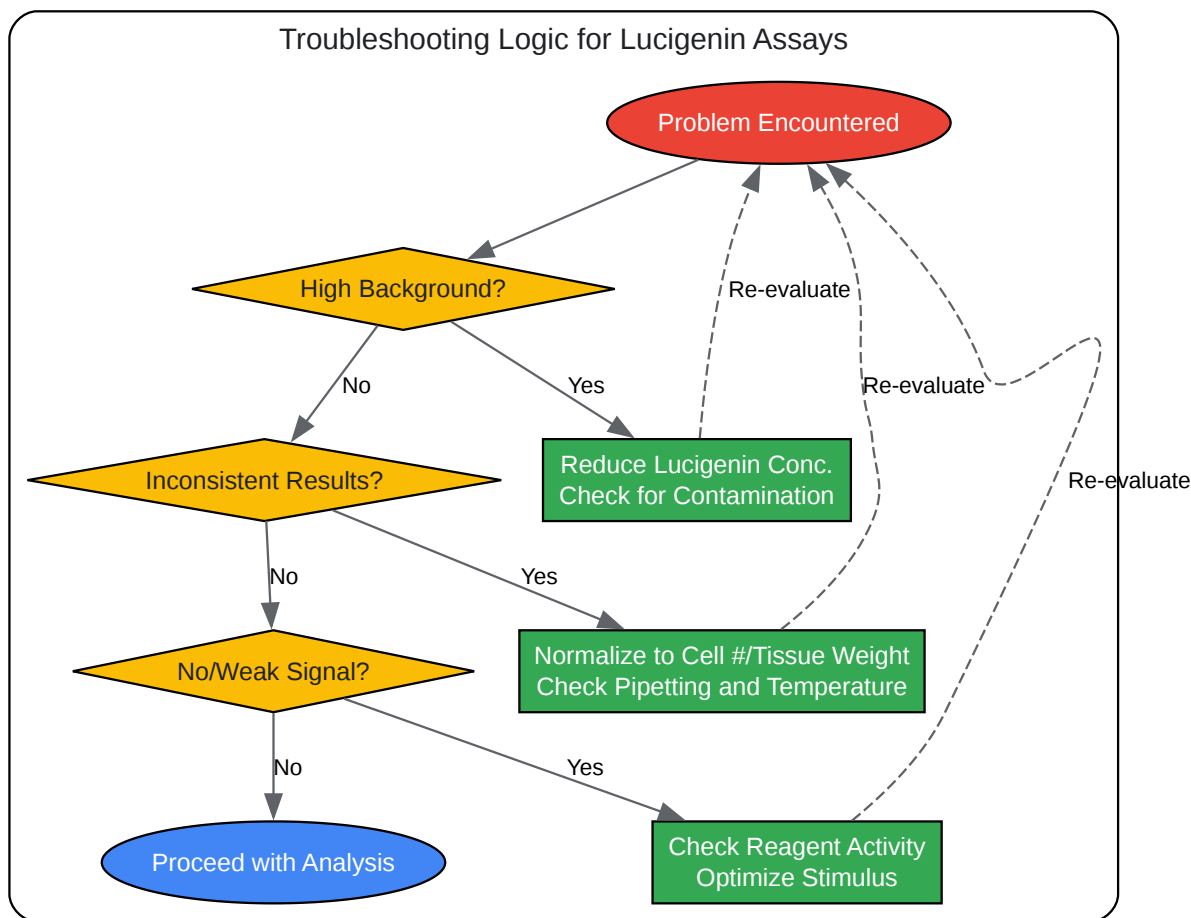 Troubleshooting Logic for Lucigenin Assays
Problem Encountered
High Background?
Re-evaluate
No
Yes
Re-evaluate
Inconsistent Results?
Reduce Lucigenin Conc.
Check for Contamination
Re-evaluate
No
Yes
No/Weak Signal?
Normalize to Cell #/Tissue Weight
Check Pipetting and Temperature
No
Yes
Proceed with Analysis
Check Reagent Activity
Optimize Stimulus